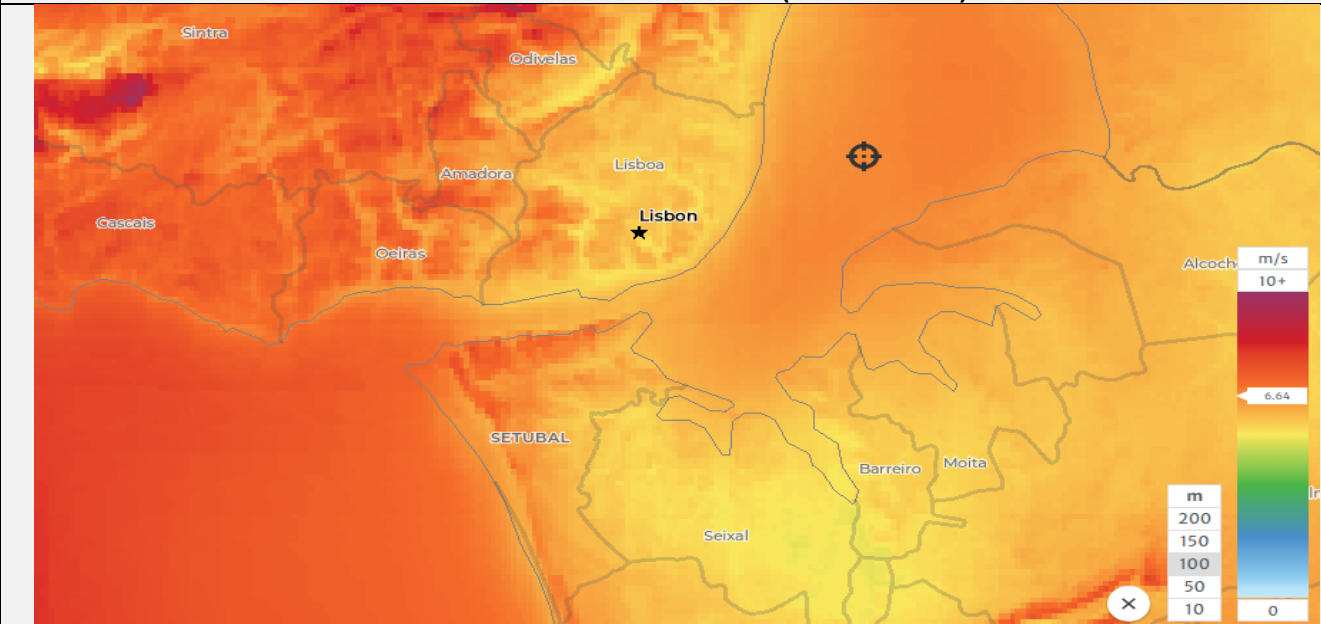 Sintra
Odivelas
Lisboa
Amadora
Lisbon
Cascais
Oeiras
Alcoch
m/s
10+
6.64
SETUBAL
Barreiro
Moita
m
200
150
100
50
10
Seixal
0